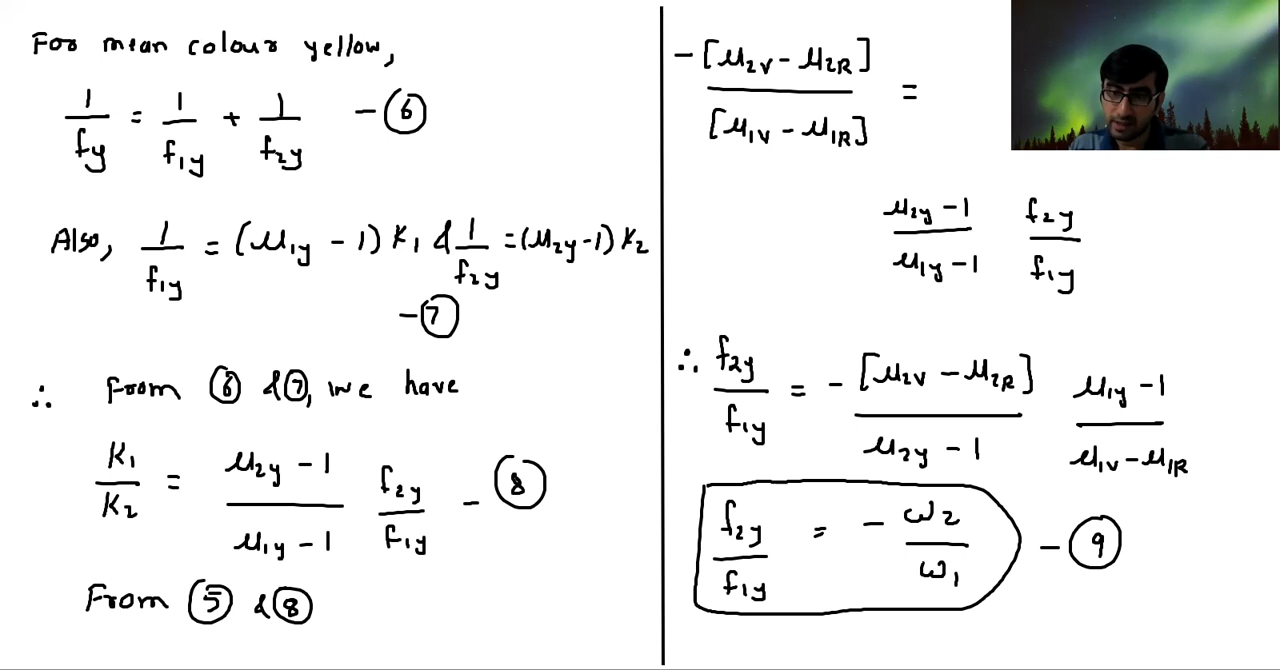 For mean colour yellow,
1/fy = 1/f1y + 1/f2y - ⑥
Also, 1/f1y = (μ1y - 1) K1 & 1/f2y = (μ2y - 1) K2
- ⑦
∴ From ⑥ & ⑦, we have
K1/K2 = (μ2y - 1)/(μ1y - 1) f2y/f1y - ⑧
From ⑤ & ⑧
-[μ2V - μ2R]/[μ1V - μ1R] =
(μ2y - 1)/(μ1y - 1) f2y/f1y
∴ f2y/f1y = - [μ2V - μ2R]/(μ2y - 1) (μ1y - 1)/(μ1V - μ1R)
f2y/f1y = - ω2/ω1 - ⑨